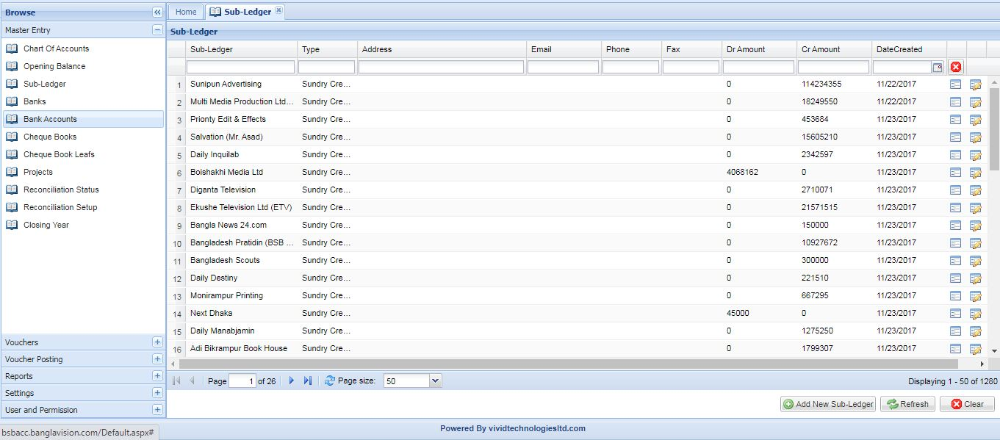 Browse
Master Entry
Chart Of Accounts
Opening Balance
Sub-Ledger
Banks
Bank Accounts
Cheque Books
Cheque Book Leafs
Projects
Reconciliation Status
Reconciliation Setup
Closing Year
Vouchers
Voucher Posting
Reports
Settings
User and Permission
bsbacc.banglavision.com/Default.aspx#
Home Sub-Ledger
Sub-Ledger
Sub-Ledger Type Address Email Phone Fax Dr Amount Cr Amount DateCreated
1 Sunipun Advertising Sundry Cre... 0 114234355 11/22/2017
2 Multi Media Production Ltd... Sundry Cre... 0 18249550 11/22/2017
3 Prionty Edit & Effects Sundry Cre... 0 453684 11/23/2017
4 Salvation (Mr. Asad) Sundry Cre... 0 15605210 11/23/2017
5 Daily Inquilab Sundry Cre... 0 2342597 11/23/2017
6 Boishakhi Media Ltd Sundry Cre... 4068162 0 11/23/2017
7 Diganta Television Sundry Cre... 0 2710071 11/23/2017
8 Ekushe Television Ltd (ETV) Sundry Cre... 0 21571515 11/23/2017
9 Bangla News 24.com Sundry Cre... 0 150000 11/23/2017
10 Bangladesh Pratidin (BSB ... Sundry Cre... 0 10927672 11/23/2017
11 Bangladesh Scouts Sundry Cre... 0 300000 11/23/2017
12 Daily Destiny Sundry Cre... 0 221510 11/23/2017
13 Monirampur Printing Sundry Cre... 0 667295 11/23/2017
14 Next Dhaka Sundry Cre... 45000 0 11/23/2017
15 Daily Manabjamin Sundry Cre... 0 1275250 11/23/2017
16 Adi Bikrampur Book House Sundry Cre... 0 1799307 11/23/2017
Page 1 of 26 Page size: 50 Displaying 1 - 50 of 1280
Add New Sub-Ledger Refresh Clear
Powered By vividtechnologiesltd.com